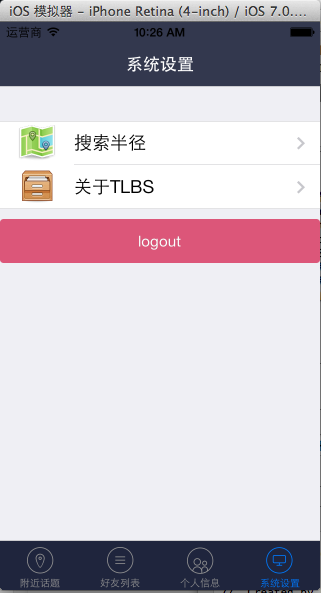 iOS 模拟器 – iPhone Retina (4-inch) / iOS 7.0....
运营商 10:26 AM
系统设置
搜索半径
关于TLBS
logout
附近话题 好友列表 个人信息 系统设置
// Created by